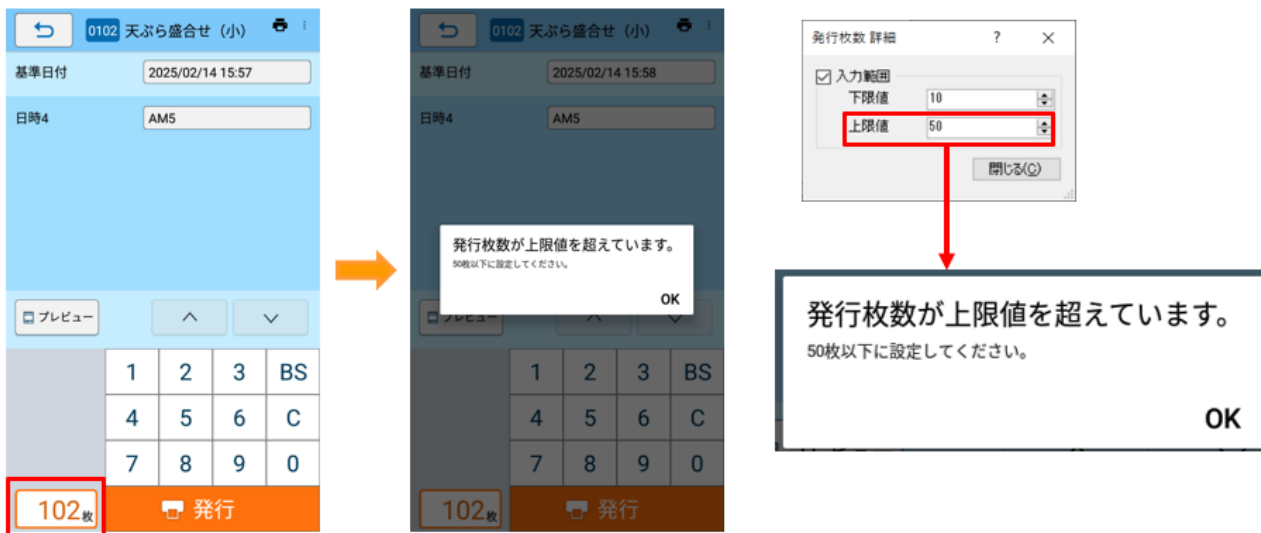 0102 天ぷら盛合せ（小）
基準日付 2025/02/14 15:57
日時4 AM5
プレビュー
1 2 3 BS
4 5 6 C
7 8 9 0
102枚 発行
0102 天ぷら盛合せ（小）
基準日付 2025/02/14 15:58
日時4 AM5
発行枚数が上限値を超えています。
50枚以下に設定してください。
OK
プレビュー
1 2 3 BS
4 5 6 C
7 8 9 0
102枚 発行
発行枚数 詳細 ?
入力範囲
下限値 10
上限値 50
閉じる(C)
発行枚数が上限値を超えています。
50枚以下に設定してください。
OK